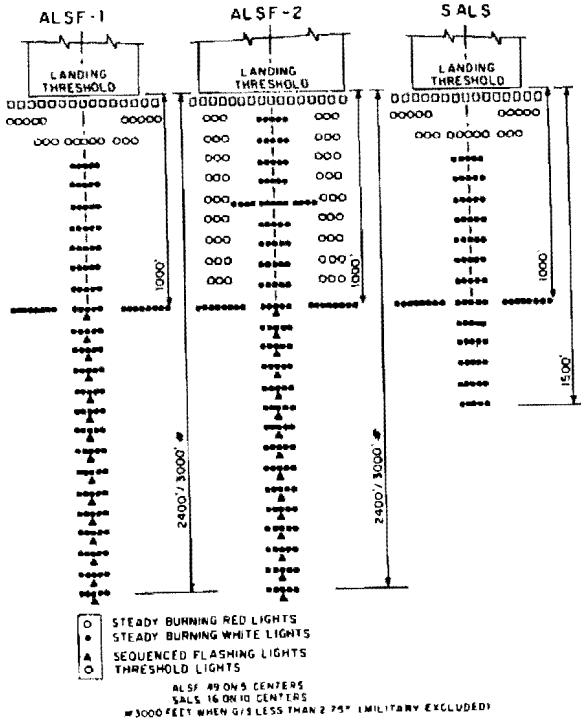 ALSF-1 ALSF-2 SALS
LANDING THRESHOLD
LANDING THRESHOLD
LANDING THRESHOLD
1000'
2400'/3000' #
1000'
2400'/3000' #
1000'
1500'
STEADY BURNING RED LIGHTS
STEADY BURNING WHITE LIGHTS
SEQUENCED FLASHING LIGHTS
THRESHOLD LIGHTS
ALSF 49 ON 5 CENTERS
SALS 16 ON 10 CENTERS
#3000 FEET WHEN G/S LESS THAN 2.75° (MILITARY EXCLUDED)